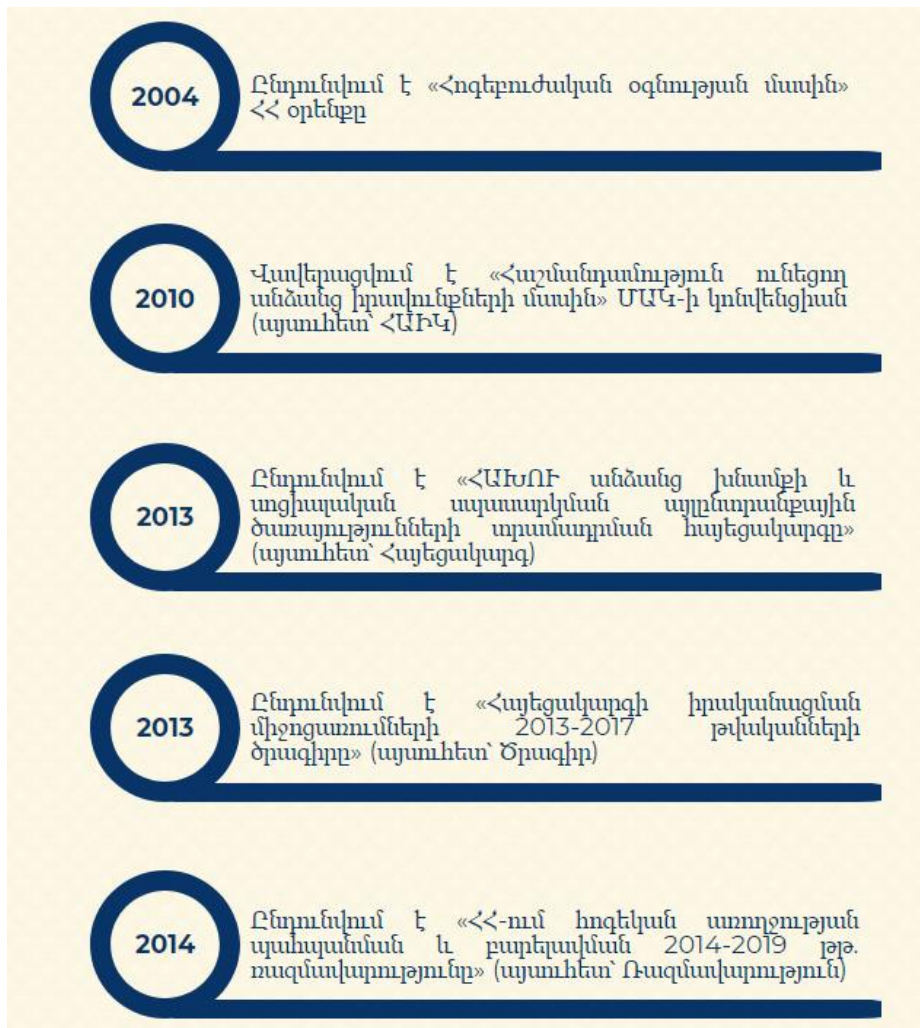 2004
Ընդունվում է «Հոգեբուժական օգնության մասին»
ՀՀ օրենքը
2010
Վավերացվում է «Հաշմանդամություն ունեցող
անձանց իրավունքների մասին» ՄԱԿ-ի կոնվենցիան
(այսուհետ՝ ՀԱԻԿ)
2013
Ընդունվում է «ՀԱԽՈՒ անձանց խնամքի և
սոցիալական սպասարկման այլընտրանքային
ծառայությունների տրամադրման հայեցակարգը»
(այսուհետ՝ Հայեցակարգ)
2013
Ընդունվում է «Հայեցակարգի իրականացման
միջոցառումների 2013-2017 թվականների
ծրագիրը» (այսուհետ՝ Ծրագիր)
2014
Ընդունվում է «ՀՀ-ում հոգեկան առողջության
պահպանման և բարելավման 2014-2019 թթ.
ռազմավարությունը» (այսուհետ՝ Ռազմավարություն)